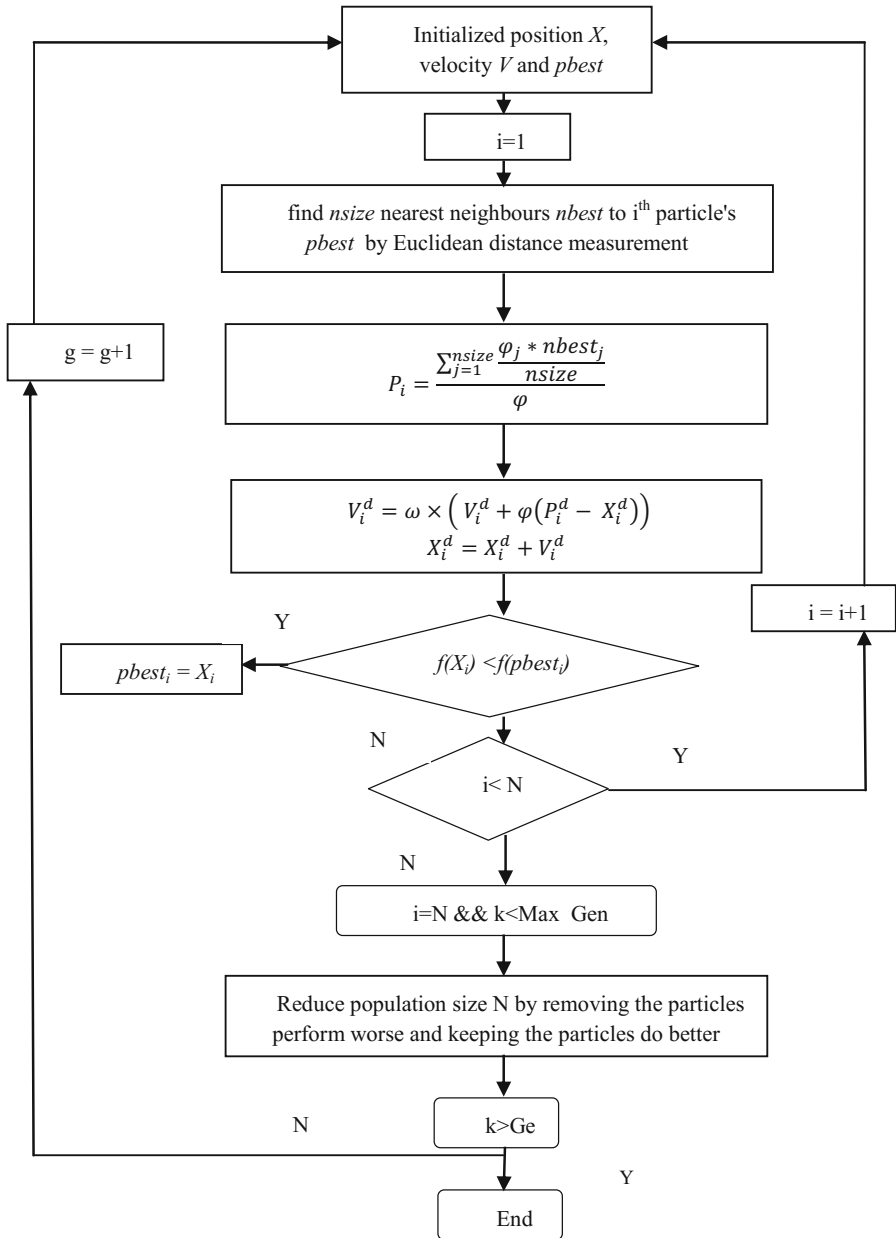 Initialized position X,
velocity V and pbest
i=1
find nsize nearest neighbours nbest to iᵗʰ particle's
pbest by Euclidean distance measurement
g = g+1
P_i = \frac{\sum_{j=1}^{nsize} \frac{φ_j * nbest_j}{nsize}}{φ}
V_i^d = ω × ( V_i^d + φ(P_i^d − X_i^d))
X_i^d = X_i^d + V_i^d
i = i+1
Y
f(X_i) <f(pbest_i)
pbest_i = X_i
N
Y
i< N
N
i=N && k<Max Gen
Reduce population size N by removing the particles
perform worse and keeping the particles do better
N
k>Ge
Y
End